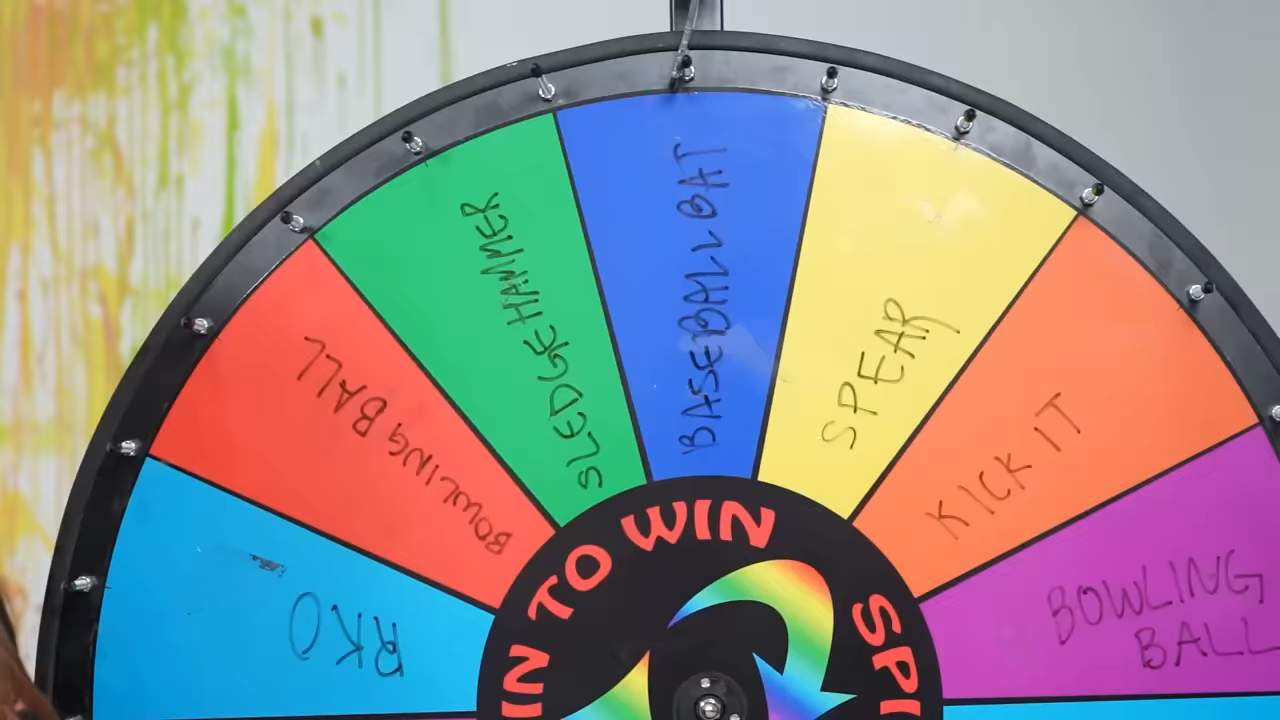 RKO
BOWLING BALL
SLEDGE HAMMER
BASEBALL BAT
SPEAR
KICK IT
BOWLING
BALL
IN TO WIN
SPI